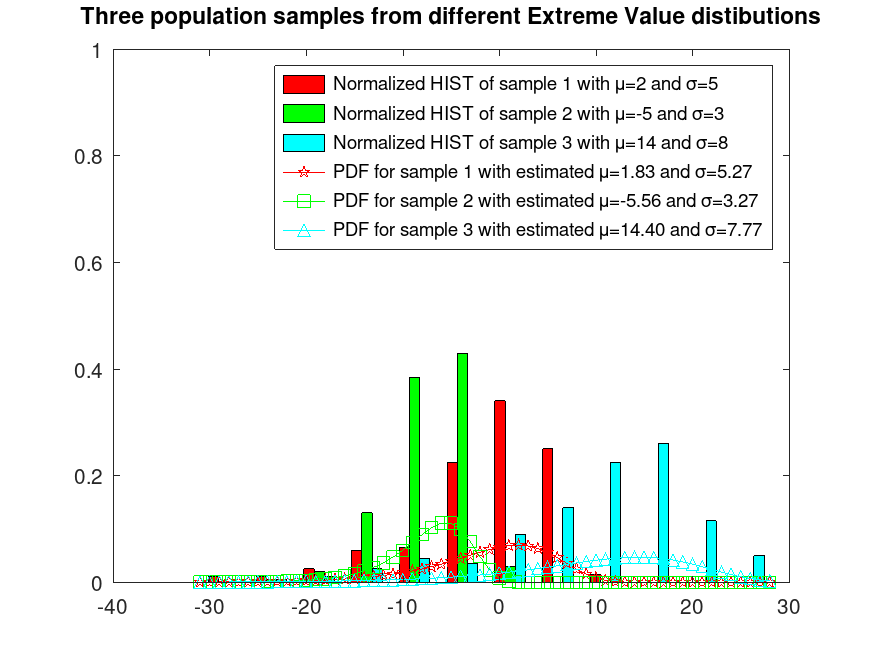 Three population samples from different Extreme Value distibutions
1
0.8
0.6
0.4
0.2
0
-40
-30
-20
-10
0
10
20
30
Normalized HIST of sample 1 with μ=2 and σ=5
Normalized HIST of sample 2 with μ=-5 and σ=3
Normalized HIST of sample 3 with μ=14 and σ=8
PDF for sample 1 with estimated μ=1.83 and σ=5.27
PDF for sample 2 with estimated μ=-5.56 and σ=3.27
PDF for sample 3 with estimated μ=14.40 and σ=7.77